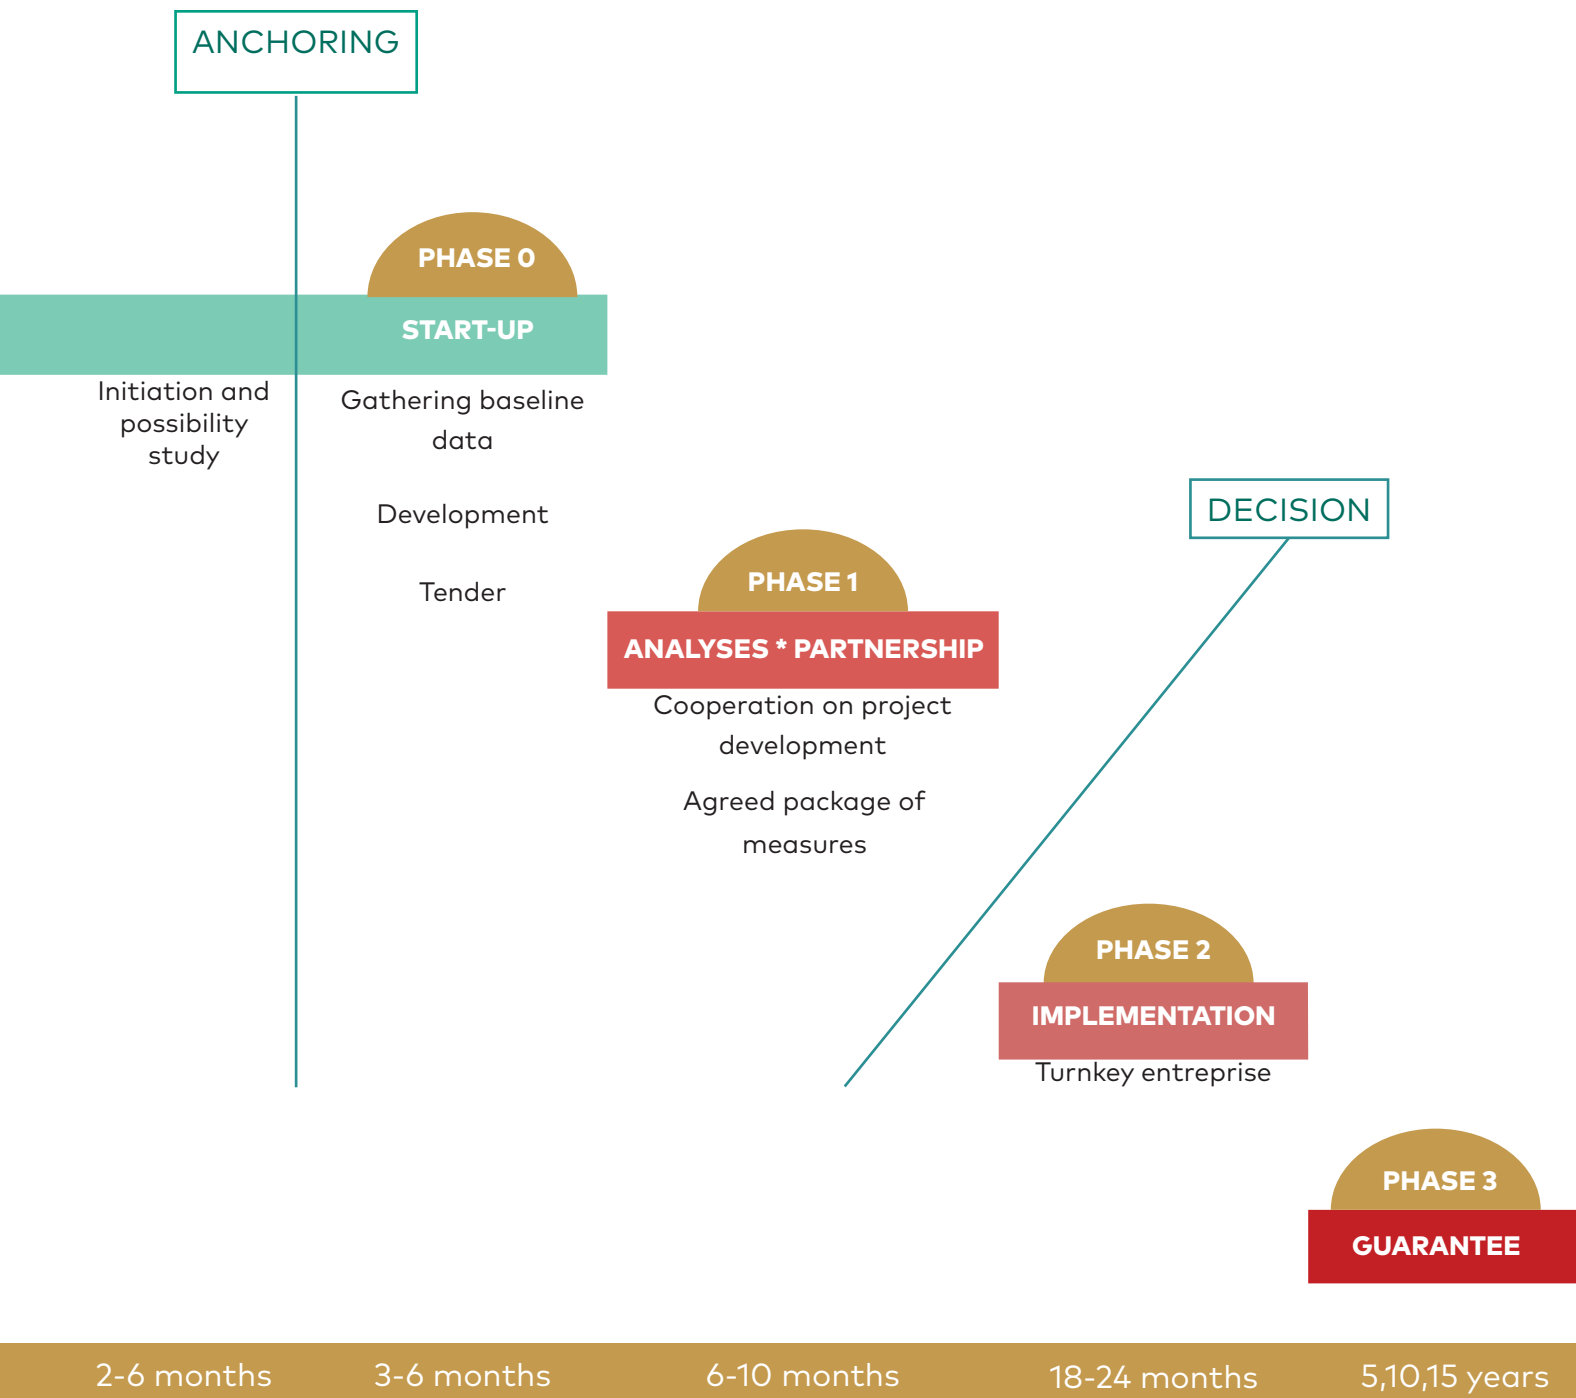 ANCHORING
PHASE 0
START-UP
Initiation and
possibility
study
Gathering baseline
data
Development
Tender
DECISION
PHASE 1
ANALYSES * PARTNERSHIP
Cooperation on project
development
Agreed package of
measures
PHASE 2
IMPLEMENTATION
Turnkey entreprise
PHASE 3
GUARANTEE
2-6 months
3-6 months
6-10 months
18-24 months
5,10,15 years